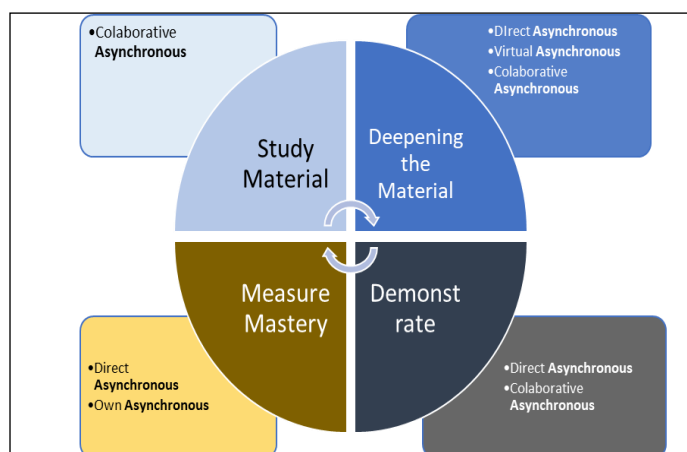 •Colaborative
Asynchronous
•DIrect Asynchronous
•Virtual Asynchronous
•Colaborative
Asynchronous
Study
Material
Deepening
the
Material
Measure
Mastery
Demonst
rate
•Direct
Asynchronous
•Own Asynchronous
•Direct Asynchronous
•Colaborative
Asynchronous